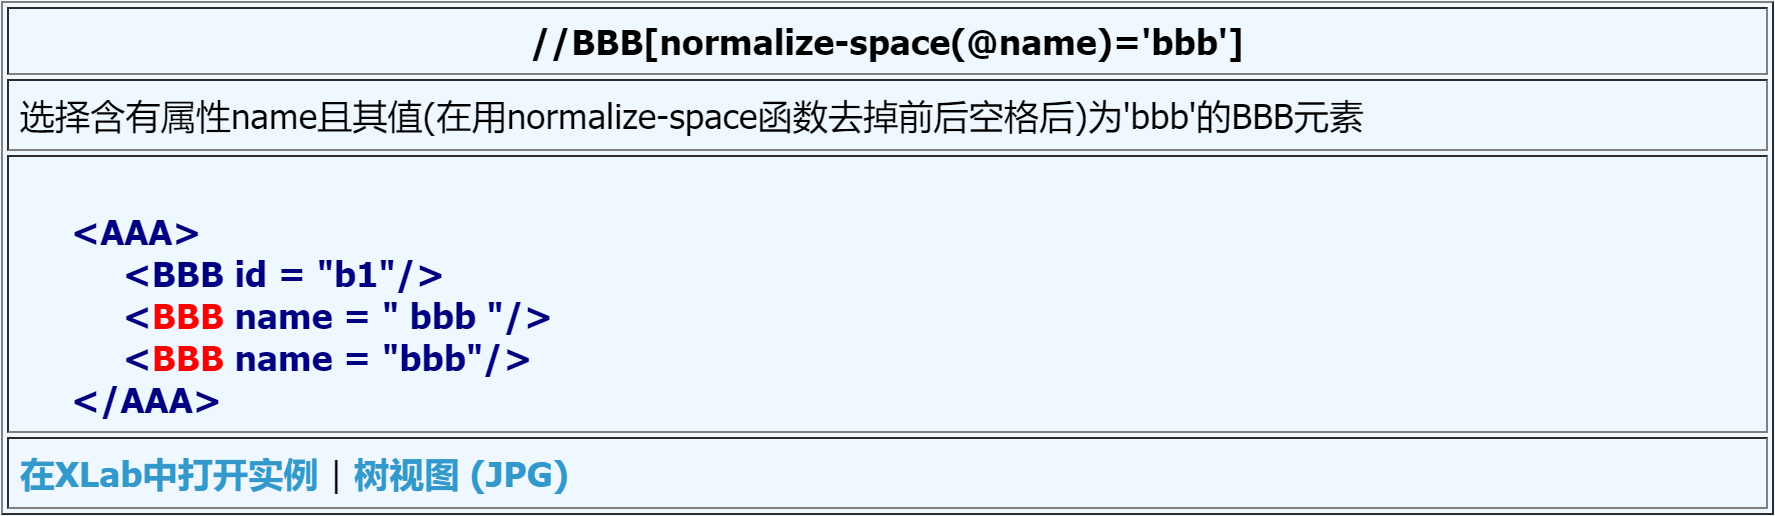 //BBB[normalize-space(@name)='bbb']
选择含有属性name且其值(在用normalize-space函数去掉前后空格后)为'bbb'的BBB元素
<AAA>
<BBB id = "b1"/>
<BBB name = " bbb "/>
<BBB name = "bbb"/>
</AAA>
在XLab中打开实例 | 树视图 (JPG)